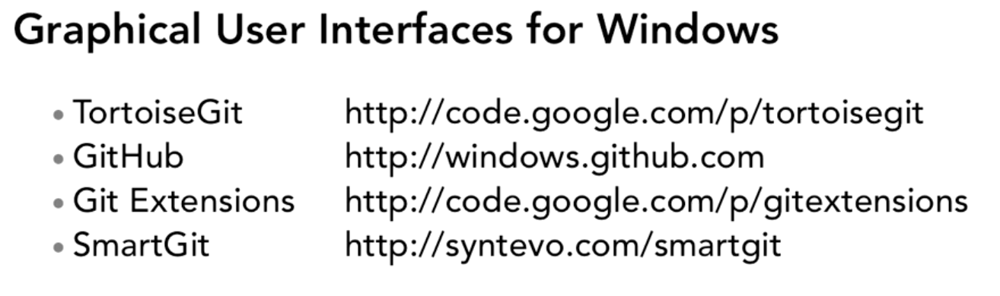 Graphical User Interfaces for Windows
• TortoiseGit http://code.google.com/p/tortoisegit
• GitHub http://windows.github.com
• Git Extensions http://code.google.com/p/gitextensions
• SmartGit http://syntevo.com/smartgit